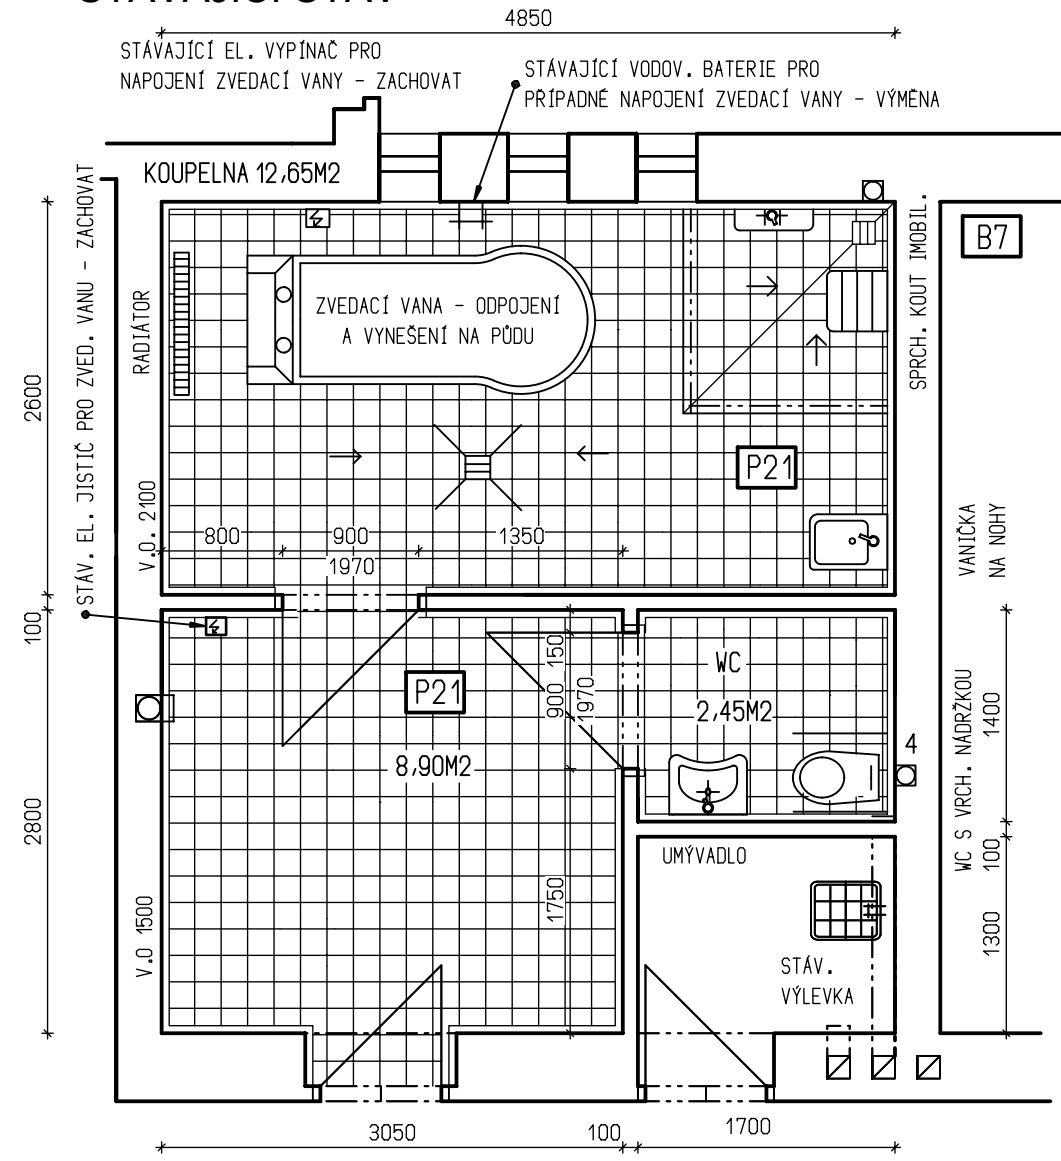 4850
STÁVAJÍCÍ EL. VYPÍNAČ PRO
NAPOJENÍ ZVEDACÍ VANY - ZACHOVAT
STÁVAJÍCÍ VODOV. BATERIE PRO
PŘÍPADNÉ NAPOJENÍ ZVEDACÍ VANY - VÝMĚNA
KOUPELNA 12,65M2
STÁV. EL. JISTIČ PRO ZVED. VANU - ZACHOVAT
RADIÁTOR
ZVEDACÍ VANA - ODPOJENÍ
A VYNEŠENÍ NA PŮDU
SPRCH. KOUT IMOBIL.
B7
2600
P21
V.O. 2100
800
900
1970
1350
VANIČKA
NA NOHY
100
P21
8,90M2
150
900
1970
WC
2,45M2
4
WC S VRCH. NÁDRŽKOU
1400
2800
UMÝVADLO
100
1750
V.O 1500
1300
STÁV.
VÝLEVKA
3050
100
1700